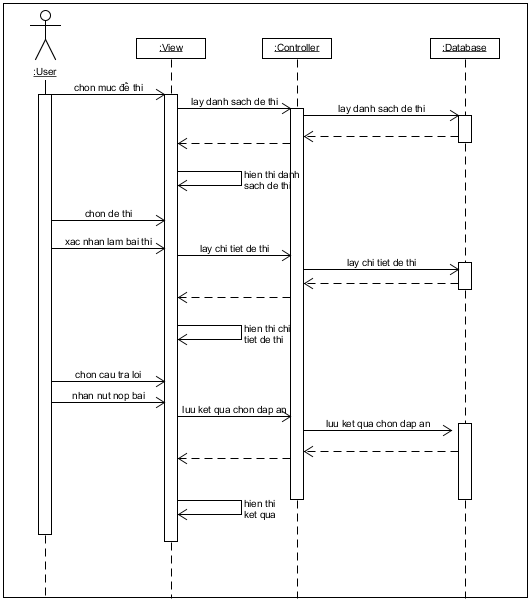 :View
:Controller
:Database
:User
chon muc đề thi
lay danh sach de thi
lay danh sach de thi
hien thi danh
sach de thi
chon de thi
xac nhan lam bai thi
lay chi tiet de thi
lay chi tiet de thi
hien thi chi
tiet de thi
chon cau tra loi
nhan nut nop bai
luu ket qua chon dap an
luu ket qua chon dap an
hien thi
ket qua